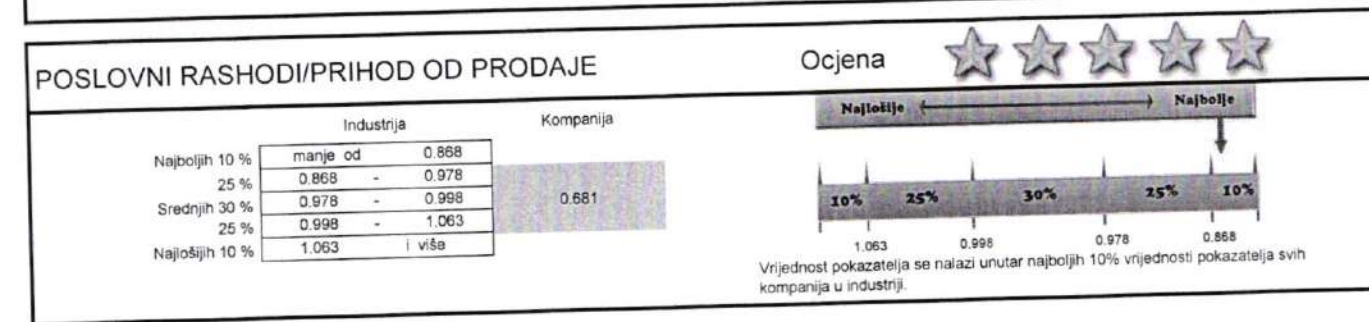 POSLOVNI RASHODI/PRIHOD OD PRODAJE Ocjena
Industrija Kompanija
Najboljih 10 % manje od 0.868
25 % 0.868 - 0.978
Srednjih 30 % 0.978 - 0.998 0.681
25 % 0.998 - 1.063
Najlošijih 10 % 1.063 i više
Najlošije Najbolje
10% 25% 30% 25% 10%
1.063 0.998 0.978 0.868
Vrijednost pokazatelja se nalazi unutar najboljih 10% vrijednosti pokazatelja svih
kompanija u industriji.